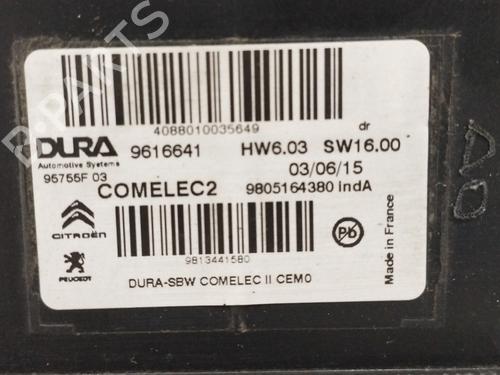 4088010035649
DURA
Automotive Systems
9616641 HW6.03 SW16.00
dr
95755F 03
03/06/15
COMELEC2 9805164380 indA
CITROËN
PEUGEOT
9813441580
Pb
Made in France
DURA-SBW COMELEC II CEM0
B-PARTS